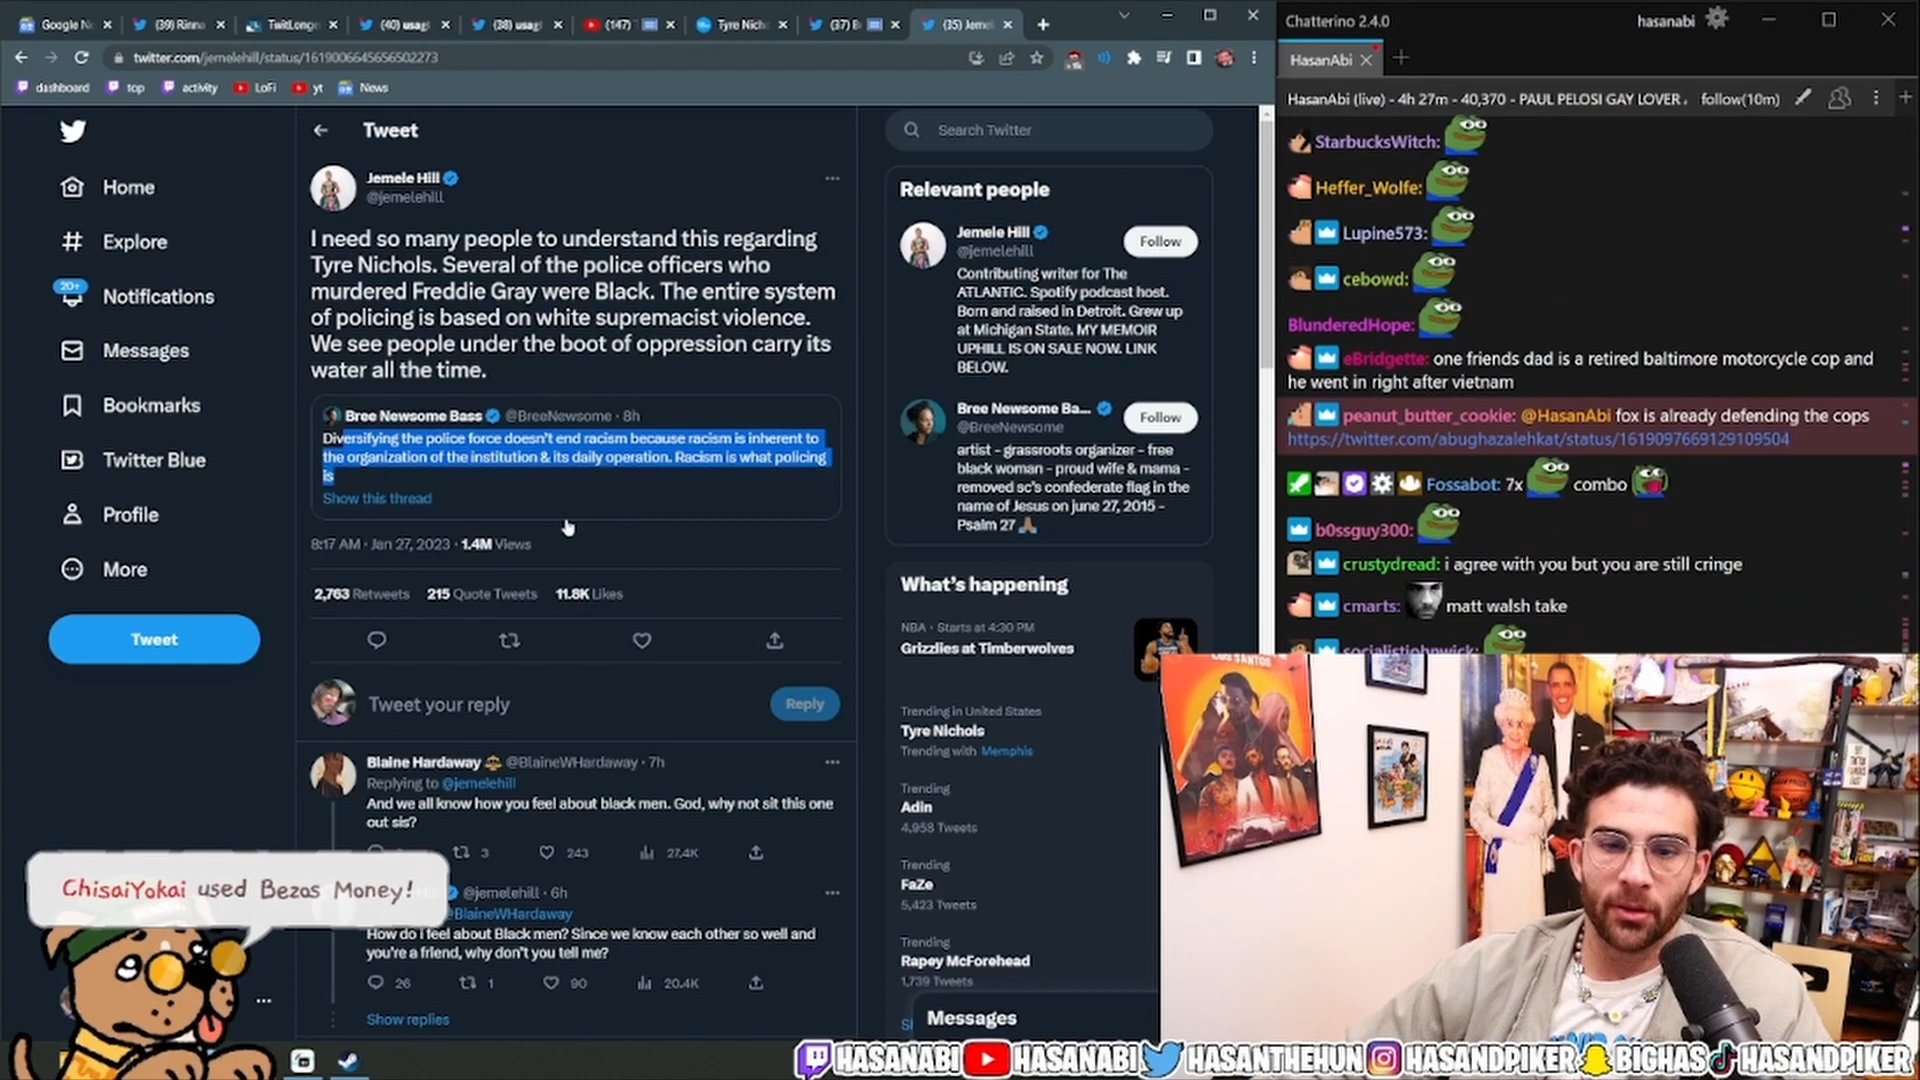 Google N
(39) Rinna
TwitLonge
(40) usagi
(38) usagi
(147)
Tyre Nich
(37) B
(35) Jemel
twitter.com/jemelehill/status/1619006645656502273
dashboard
top
activity
LoFi
yt
News
Home
Explore
20+
Notifications
Messages
Bookmarks
Twitter Blue
Profile
More
Tweet
Tweet
Jemele Hill
@jemelehill
I need so many people to understand this regarding
Tyre Nichols. Several of the police officers who
murdered Freddie Gray were Black. The entire system
of policing is based on white supremacist violence.
We see people under the boot of oppression carry its
water all the time.
Bree Newsome Bass @BreeNewsome · 8h
Diversifying the police force doesn't end racism because racism is inherent to
the organization of the institution & its daily operation. Racism is what policing
is
Show this thread
8:17 AM · Jan 27, 2023 · 1.4M Views
2,763 Retweets 215 Quote Tweets 11.8K Likes
Tweet your reply
Reply
Blaine Hardaway @BlaineWHardaway · 7h
Replying to @jemelehill
And we all know how you feel about black men. God, why not sit this one
out sis?
3
243
27.4K
@jemelehill · 6h
@BlaineWHardaway
How do i feel about Black men? Since we know each other so well and
you're a friend, why don't you tell me?
26
1
90
20.4K
Show replies
ChisaiYokai used Bezos Money!
Search Twitter
Relevant people
Jemele Hill
@jemelehill
Follow
Contributing writer for The
ATLANTIC. Spotify podcast host.
Born and raised in Detroit. Grew up
at Michigan State. MY MEMOIR
UPHILL IS ON SALE NOW. LINK
BELOW.
Bree Newsome Ba...
@BreeNewsome
Follow
artist - grassroots organizer - free
black woman - proud wife & mama -
removed sc's confederate flag in the
name of Jesus on june 27, 2015 -
Psalm 27
What's happening
NBA · Starts at 4:30 PM
Grizzlies at Timberwolves
Trending in United States
Tyre Nichols
Trending with Memphis
Trending
Adin
4,958 Tweets
Trending
FaZe
5,423 Tweets
Trending
Rapey McForehead
1,739 Tweets
Messages
Chatterino 2.4.0
hasanabi
HasanAbi
HasanAbi (live) - 4h 27m - 40,370 - PAUL PELOSI GAY LOVER
follow(10m)
StarbucksWitch:
Heffer_Wolfe:
Lupine573:
cebowd:
BlunderedHope:
eBridgette: one friends dad is a retired baltimore motorcycle cop and
he went in right after vietnam
peanut_butter_cookie: @HasanAbi fox is already defending the cops
https://twitter.com/abughazalehkat/status/1619097669129109504
Fossabot: 7x combo
b0ssguy300:
crustydread: i agree with you but you are still cringe
cmarts: matt walsh take
socialistjohnwick:
LOS SANTOS
HASANABI HASANABI HASANTHEHUN HASANDPIKER BIGHAS HASANDPIKER